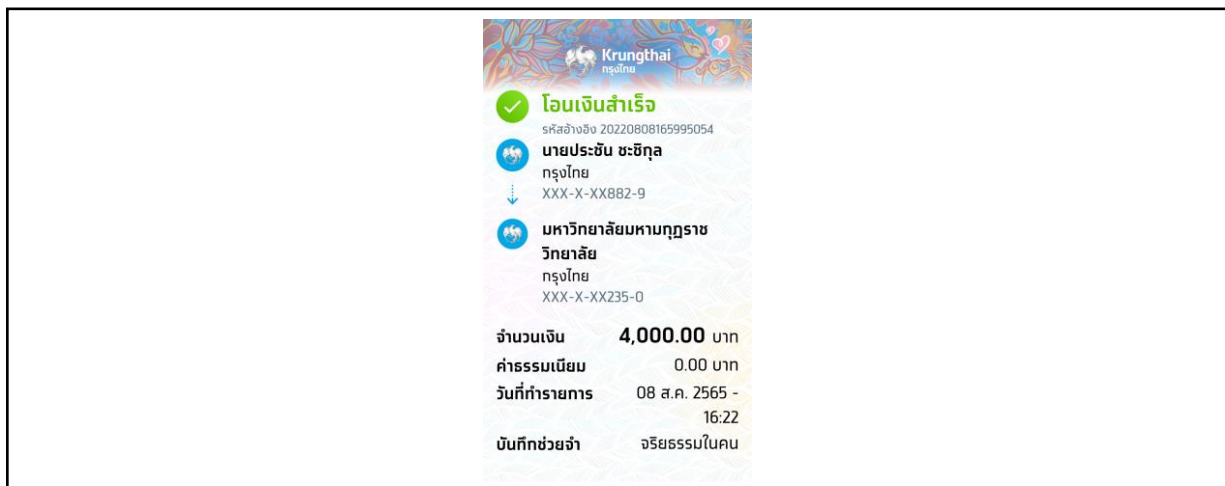 Krungthai
กรุงไทย
โอนเงินสำเร็จ
รหัสอ้างอิง 20220808165995054
นายประชัน ชะชิกุล
กรุงไทย
XXX-X-XX882-9
มหาวิทยาลัยมหามกุฏราช
วิทยาลัย
กรุงไทย
XXX-X-XX235-0
จำนวนเงิน 4,000.00 บาท
ค่าธรรมเนียม 0.00 บาท
วันที่ทำรายการ 08 ส.ค. 2565 -
16:22
บันทึกช่วยจำ จริยธรรมในคน